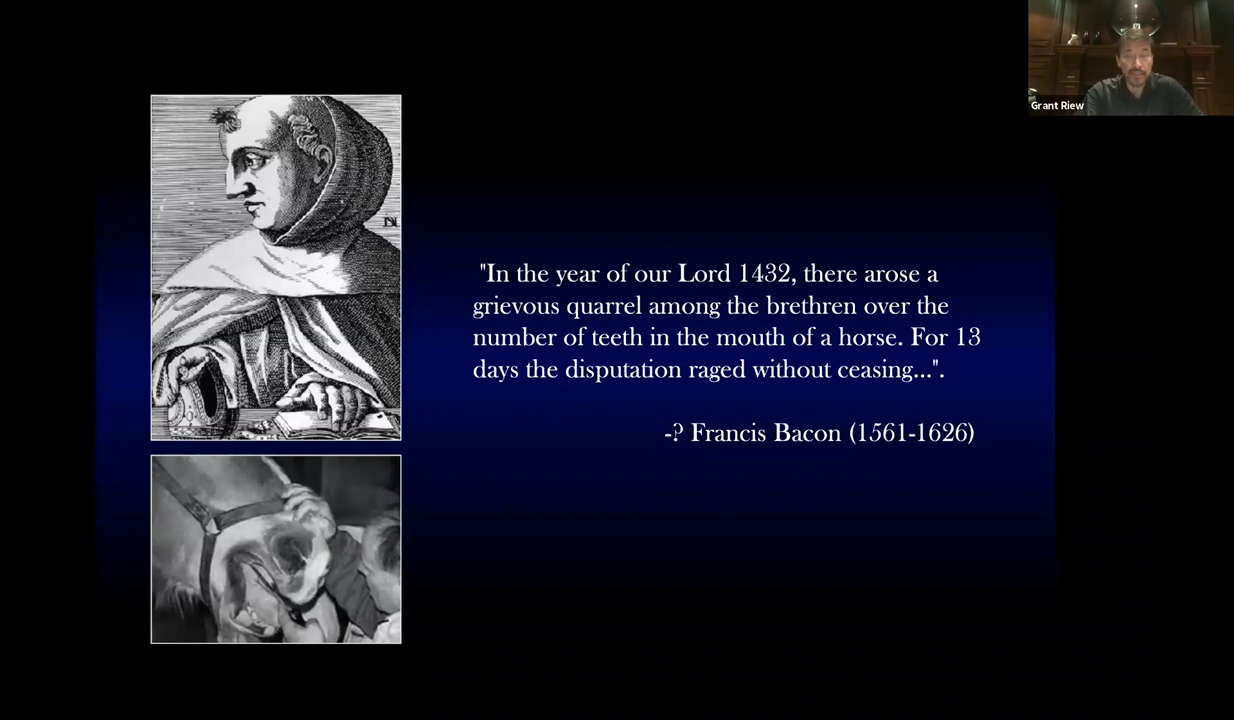 Grant Riew
"In the year of our Lord 1432, there arose a
grievous quarrel among the brethren over the
number of teeth in the mouth of a horse. For 13
days the disputation raged without ceasing...".
-? Francis Bacon (1561-1626)